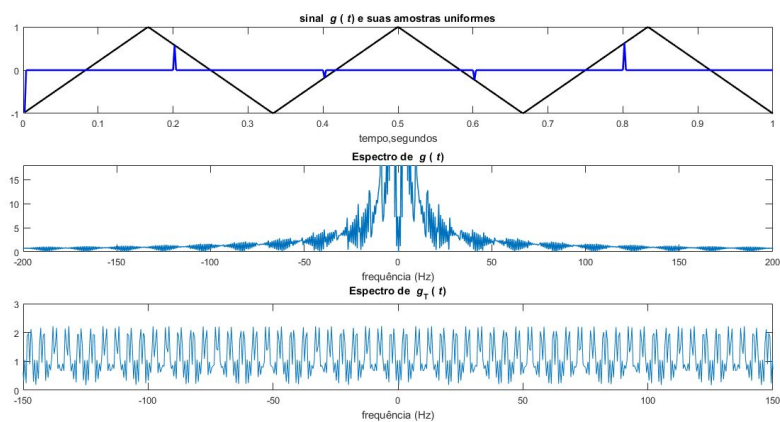 sinal g ( t ) e suas amostras uniformes
1
0
-1
0 0.1 0.2 0.3 0.4 0.5 0.6 0.7 0.8 0.9 1
tempo,segundos
Espectro de g ( t )
15
10
5
0
-200 -150 -100 -50 0 50 100 150 200
frequência (Hz)
Espectro de g_T ( t )
3
2
1
0
-150 -100 -50 0 50 100 150
frequência (Hz)